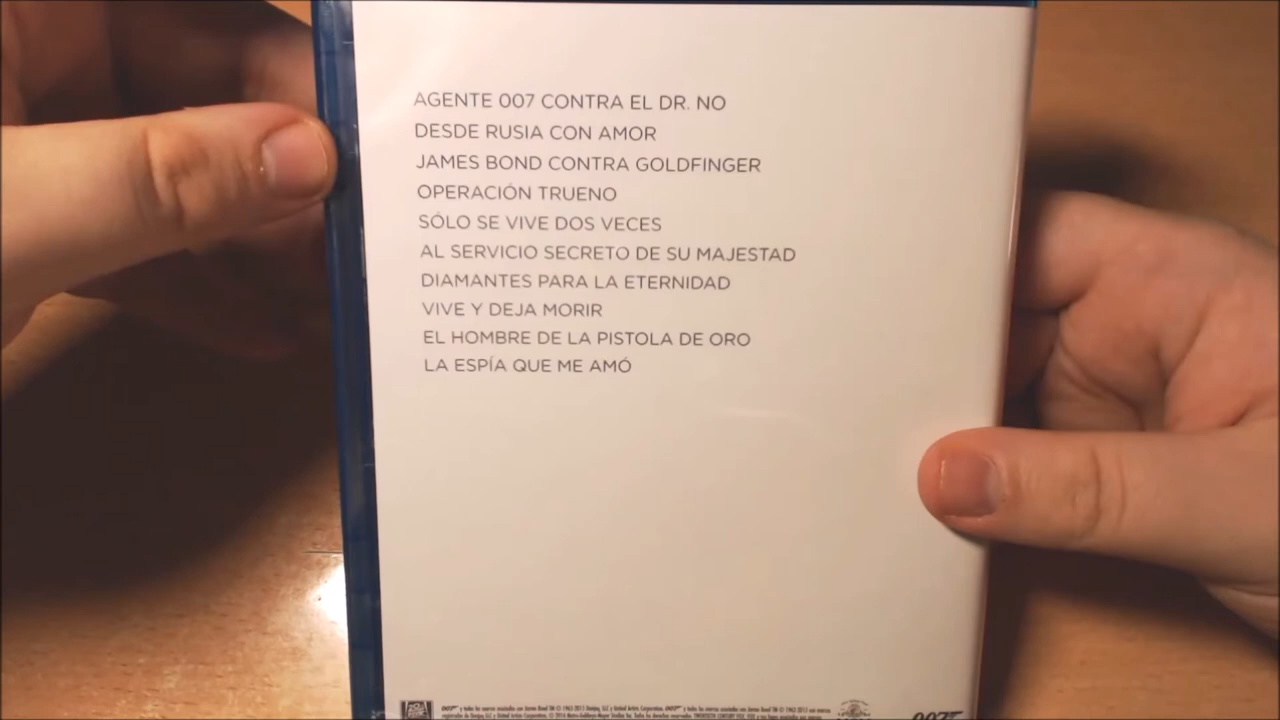 AGENTE 007 CONTRA EL DR. NO
DESDE RUSIA CON AMOR
JAMES BOND CONTRA GOLDFINGER
OPERACIÓN TRUENO
SÓLO SE VIVE DOS VECES
AL SERVICIO SECRETO DE SU MAJESTAD
DIAMANTES PARA LA ETERNIDAD
VIVE Y DEJA MORIR
EL HOMBRE DE LA PISTOLA DE ORO
LA ESPÍA QUE ME AMÓ
007